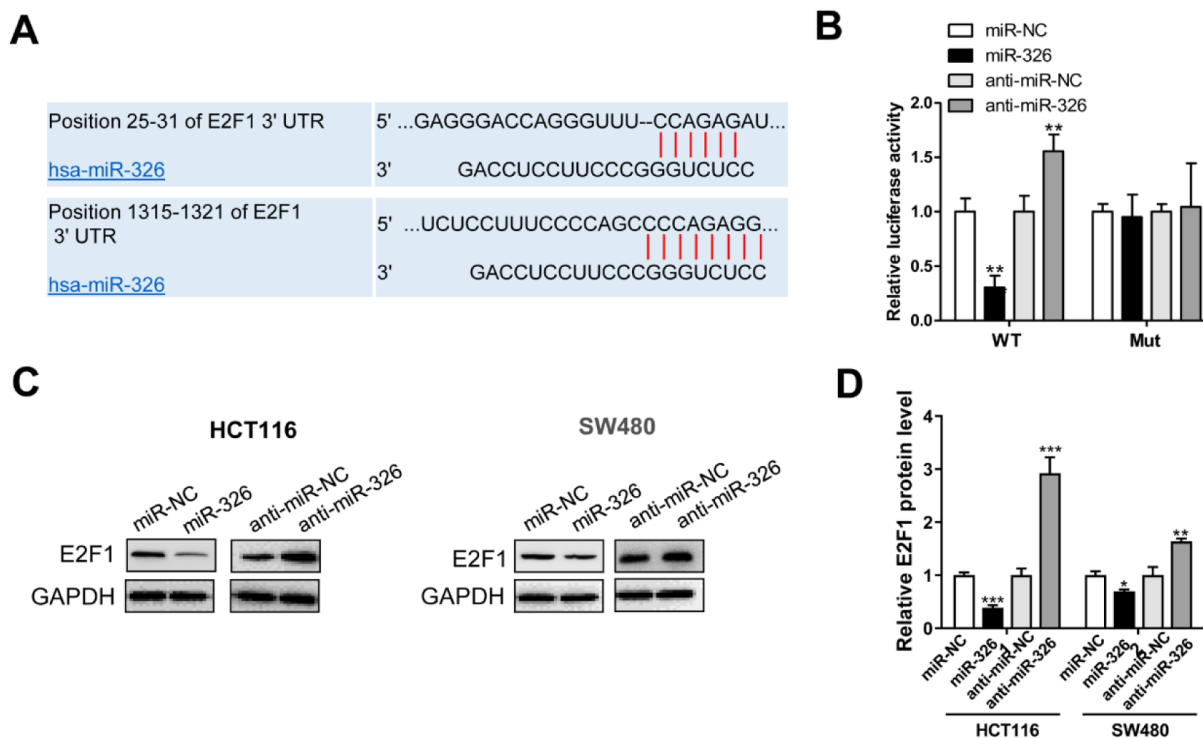 A
Position 25-31 of E2F1 3' UTR
5' ...GAGGGACCAGGGUUU--CCAGAGAU...
hsa-miR-326
3' GACCUCCUUCCCGGGUCUCC
Position 1315-1321 of E2F1
3' UTR
5' ...UCUCCUUUCCCCAGCCCCAGAGG...
hsa-miR-326
3' GACCUCCUUCCCGGGUCUCC
B
miR-NC
miR-326
anti-miR-NC
anti-miR-326
Relative luciferase activity
2.0
1.5
1.0
0.5
0.0
**
**
WT
Mut
C
HCT116
miR-NC
miR-326
anti-miR-NC
anti-miR-326
E2F1
GAPDH
SW480
miR-NC
miR-326
anti-miR-NC
anti-miR-326
E2F1
GAPDH
D
Relative E2F1 protein level
4
3
2
1
0
***
***
*
**
miR-NC
miR-326
1
anti-miR-NC
anti-miR-326
miR-NC
miR-326
2
anti-miR-NC
anti-miR-326
HCT116
SW480